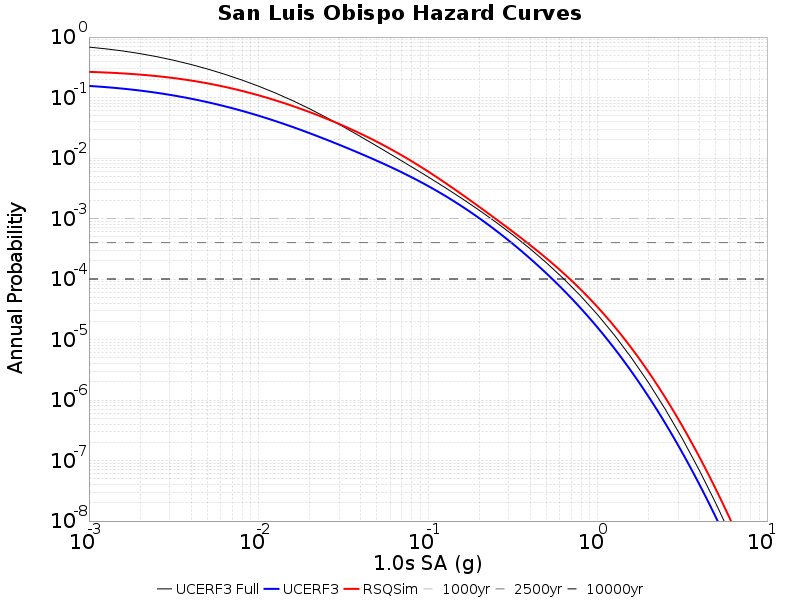 San Luis Obispo Hazard Curves
Annual Probabilitiy
10^0
10^-1
10^-2
10^-3
10^-4
10^-5
10^-6
10^-7
10^-8
10^-3 10^-2 10^-1 10^0 10^1
1.0s SA (g)
UCERF3 Full UCERF3 RSQSim 1000yr 2500yr 10000yr